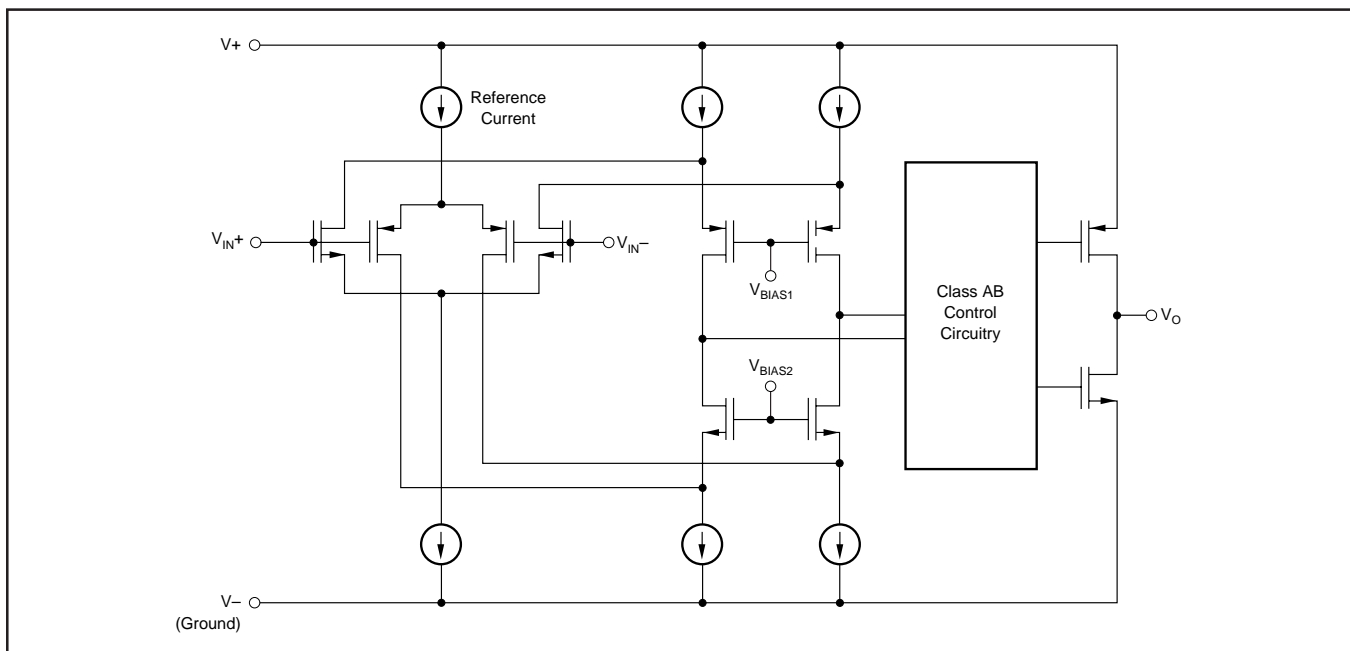 V+
Reference
Current
V_IN+
V_IN–
V_BIAS1
Class AB
Control
Circuitry
V_O
V_BIAS2
V–
(Ground)